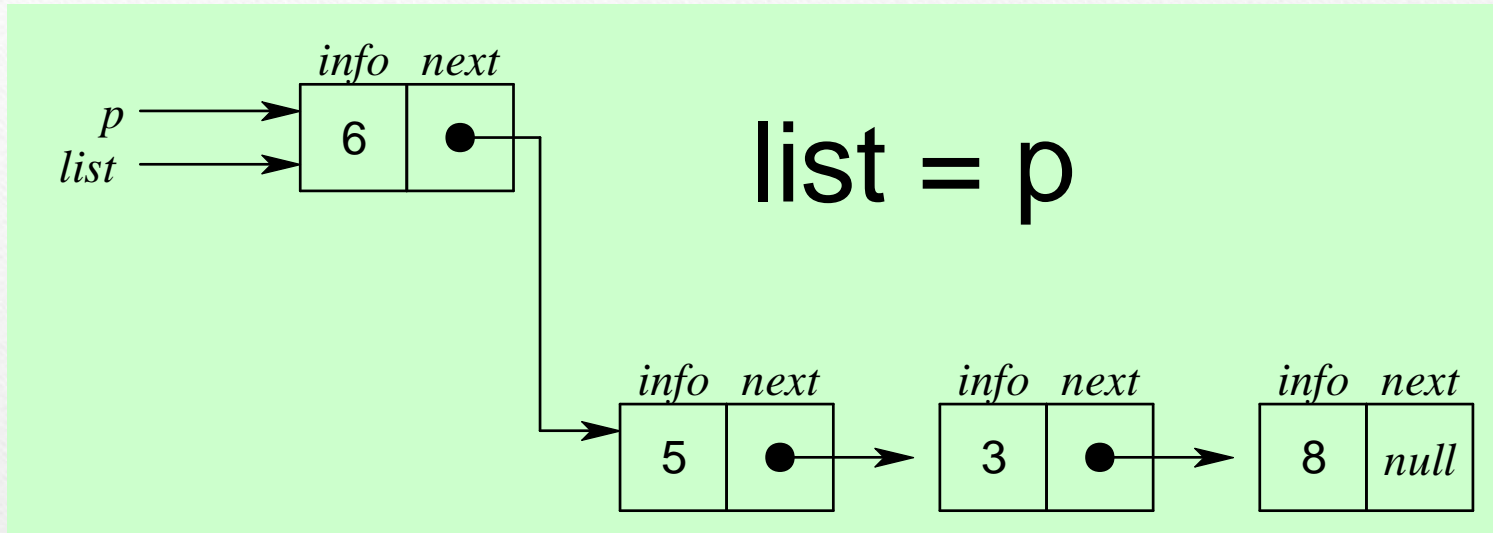 info next
p
6
list = p
list
info next info next info next
5 3 8 null